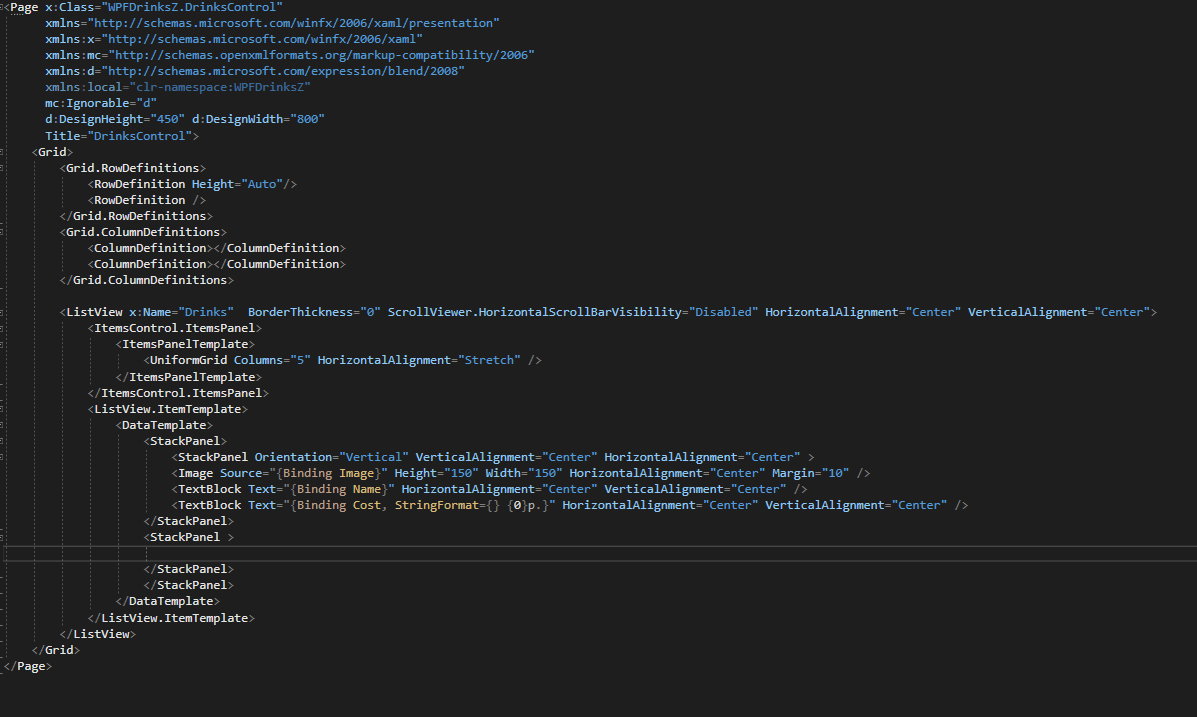 <Page x:Class="WPFDrinksZ.DrinksControl"
xmlns="http://schemas.microsoft.com/winfx/2006/xaml/presentation"
xmlns:x="http://schemas.microsoft.com/winfx/2006/xaml"
xmlns:mc="http://schemas.openxmlformats.org/markup-compatibility/2006"
xmlns:d="http://schemas.microsoft.com/expression/blend/2008"
xmlns:local="clr-namespace:WPFDrinksZ"
mc:Ignorable="d"
d:DesignHeight="450" d:DesignWidth="800"
Title="DrinksControl">
<Grid>
<Grid.RowDefinitions>
<RowDefinition Height="Auto"/>
<RowDefinition />
</Grid.RowDefinitions>
<Grid.ColumnDefinitions>
<ColumnDefinition></ColumnDefinition>
<ColumnDefinition></ColumnDefinition>
</Grid.ColumnDefinitions>
<ListView x:Name="Drinks"  BorderThickness="0" ScrollViewer.HorizontalScrollBarVisibility="Disabled" HorizontalAlignment="Center" VerticalAlignment="Center">
<ItemsControl.ItemsPanel>
<ItemsPanelTemplate>
<UniformGrid Columns="5" HorizontalAlignment="Stretch" />
</ItemsPanelTemplate>
</ItemsControl.ItemsPanel>
<ListView.ItemTemplate>
<DataTemplate>
<StackPanel>
<StackPanel Orientation="Vertical" VerticalAlignment="Center" HorizontalAlignment="Center" >
<Image Source="{Binding Image}" Height="150" Width="150" HorizontalAlignment="Center" Margin="10" />
<TextBlock Text="{Binding Name}" HorizontalAlignment="Center" VerticalAlignment="Center" />
<TextBlock Text="{Binding Cost, StringFormat={} {0}р.}" HorizontalAlignment="Center" VerticalAlignment="Center" />
</StackPanel>
<StackPanel >
</StackPanel>
</StackPanel>
</DataTemplate>
</ListView.ItemTemplate>
</ListView>
</Grid>
</Page>